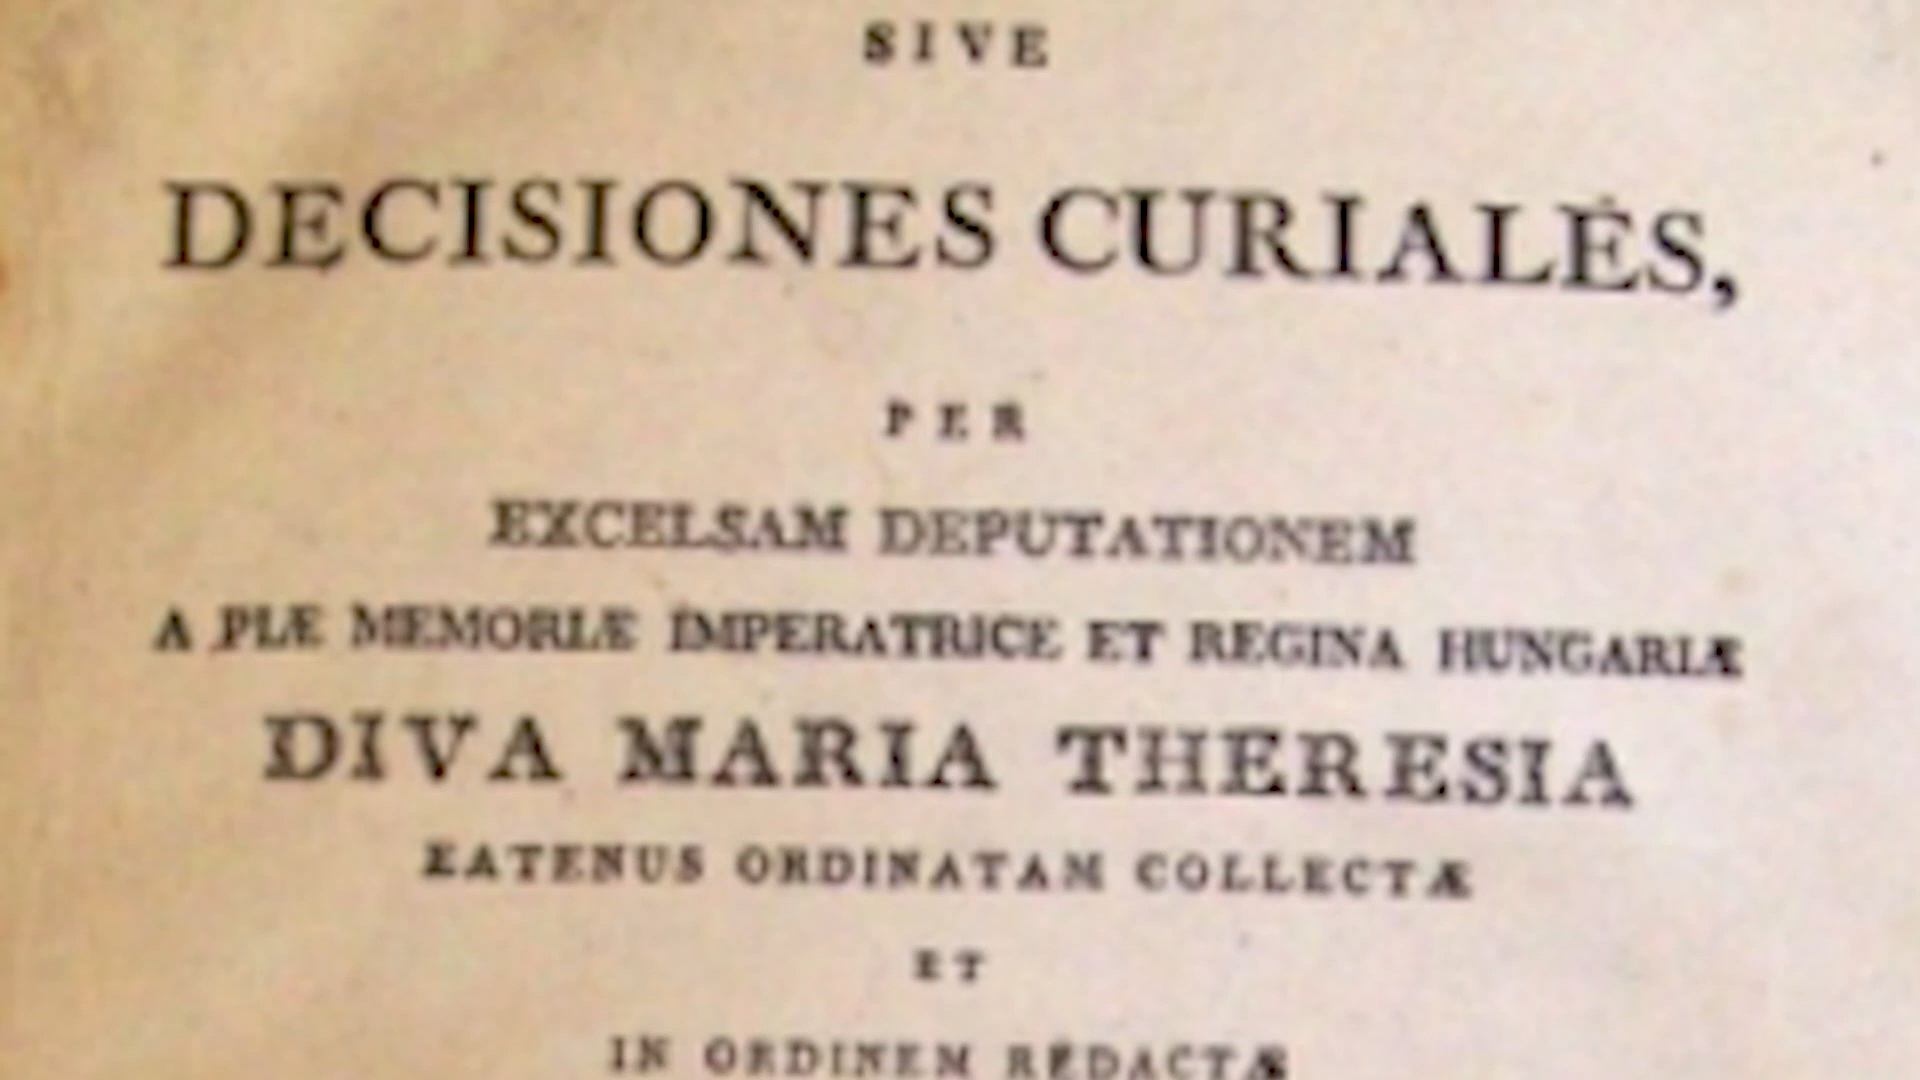 SIVE
DECISIONES CURIALES,
PER
EXCELSAM DEPUTATIONEM
A PIÆ MEMORIÆ IMPERATRICE ET REGINA HUNGARIÆ
DIVA MARIA THERESIA
EATENUS ORDINATAM COLLECTÆ
ET
IN ORDINEM REDACTÆ